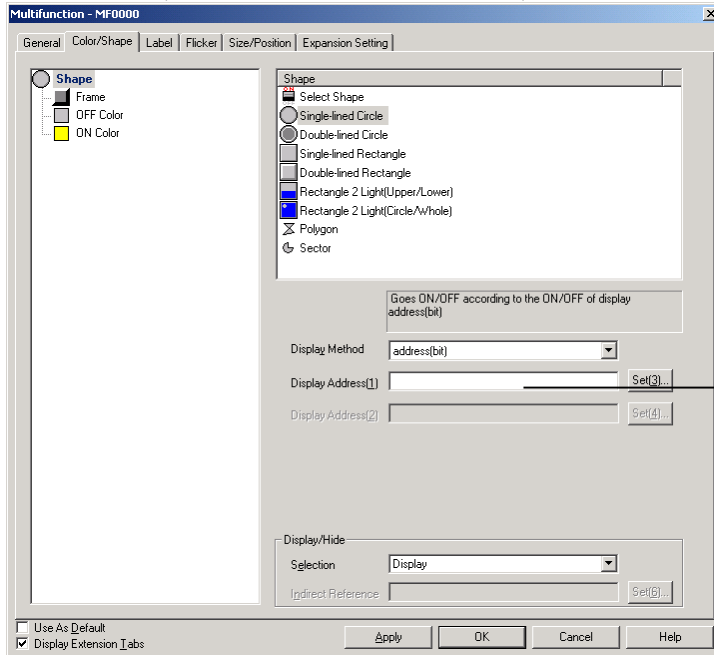 Multifunction - MF0000
General Color/Shape Label Flicker Size/Position Expansion Setting
Shape
Frame
OFF Color
ON Color
Shape
ON
Select Shape
Single-lined Circle
Double-lined Circle
Single-lined Rectangle
Double-lined Rectangle
Rectangle 2 Light(Upper/Lower)
Rectangle 2 Light(Circle/Whole)
Polygon
Sector
Goes ON/OFF according to the ON/OFF of display
address(bit)
Display Method address(bit)
Display Address(1) Set(3)...
Display Address(2) Set(4)...
Display/Hide
Selection Display
Indirect Reference Set(6)...
Use As Default
Display Extension Tabs
Apply OK Cancel Help